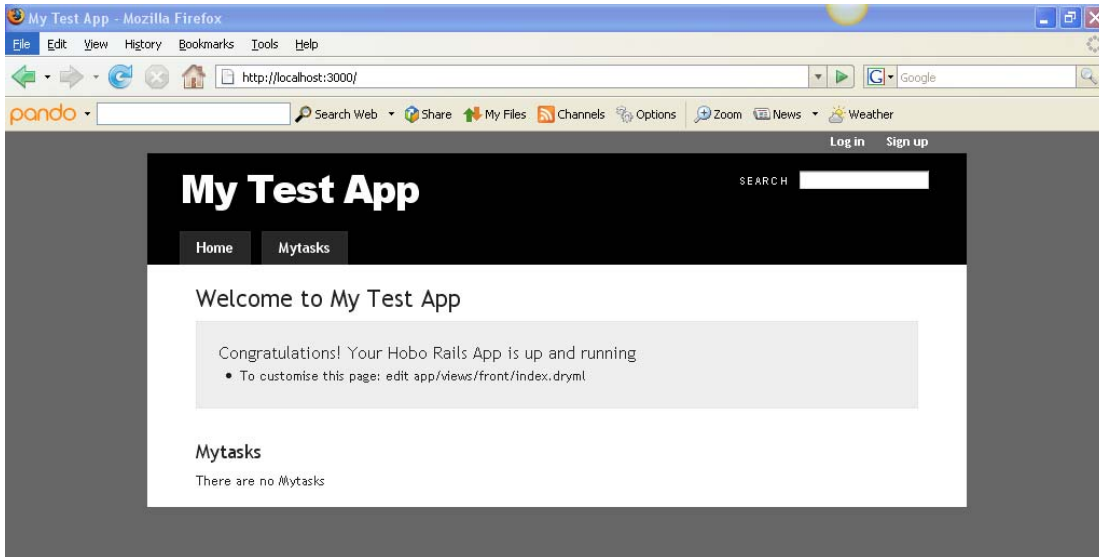 My Test App - Mozilla Firefox
File Edit View History Bookmarks Tools Help
http://localhost:3000/ G Google
pando Search Web Share My Files Channels Options Zoom News Weather
Log in Sign up
My Test App SEARCH
Home Mytasks
Welcome to My Test App
Congratulations! Your Hobo Rails App is up and running
• To customise this page: edit app/views/front/index.dryml
Mytasks
There are no Mytasks